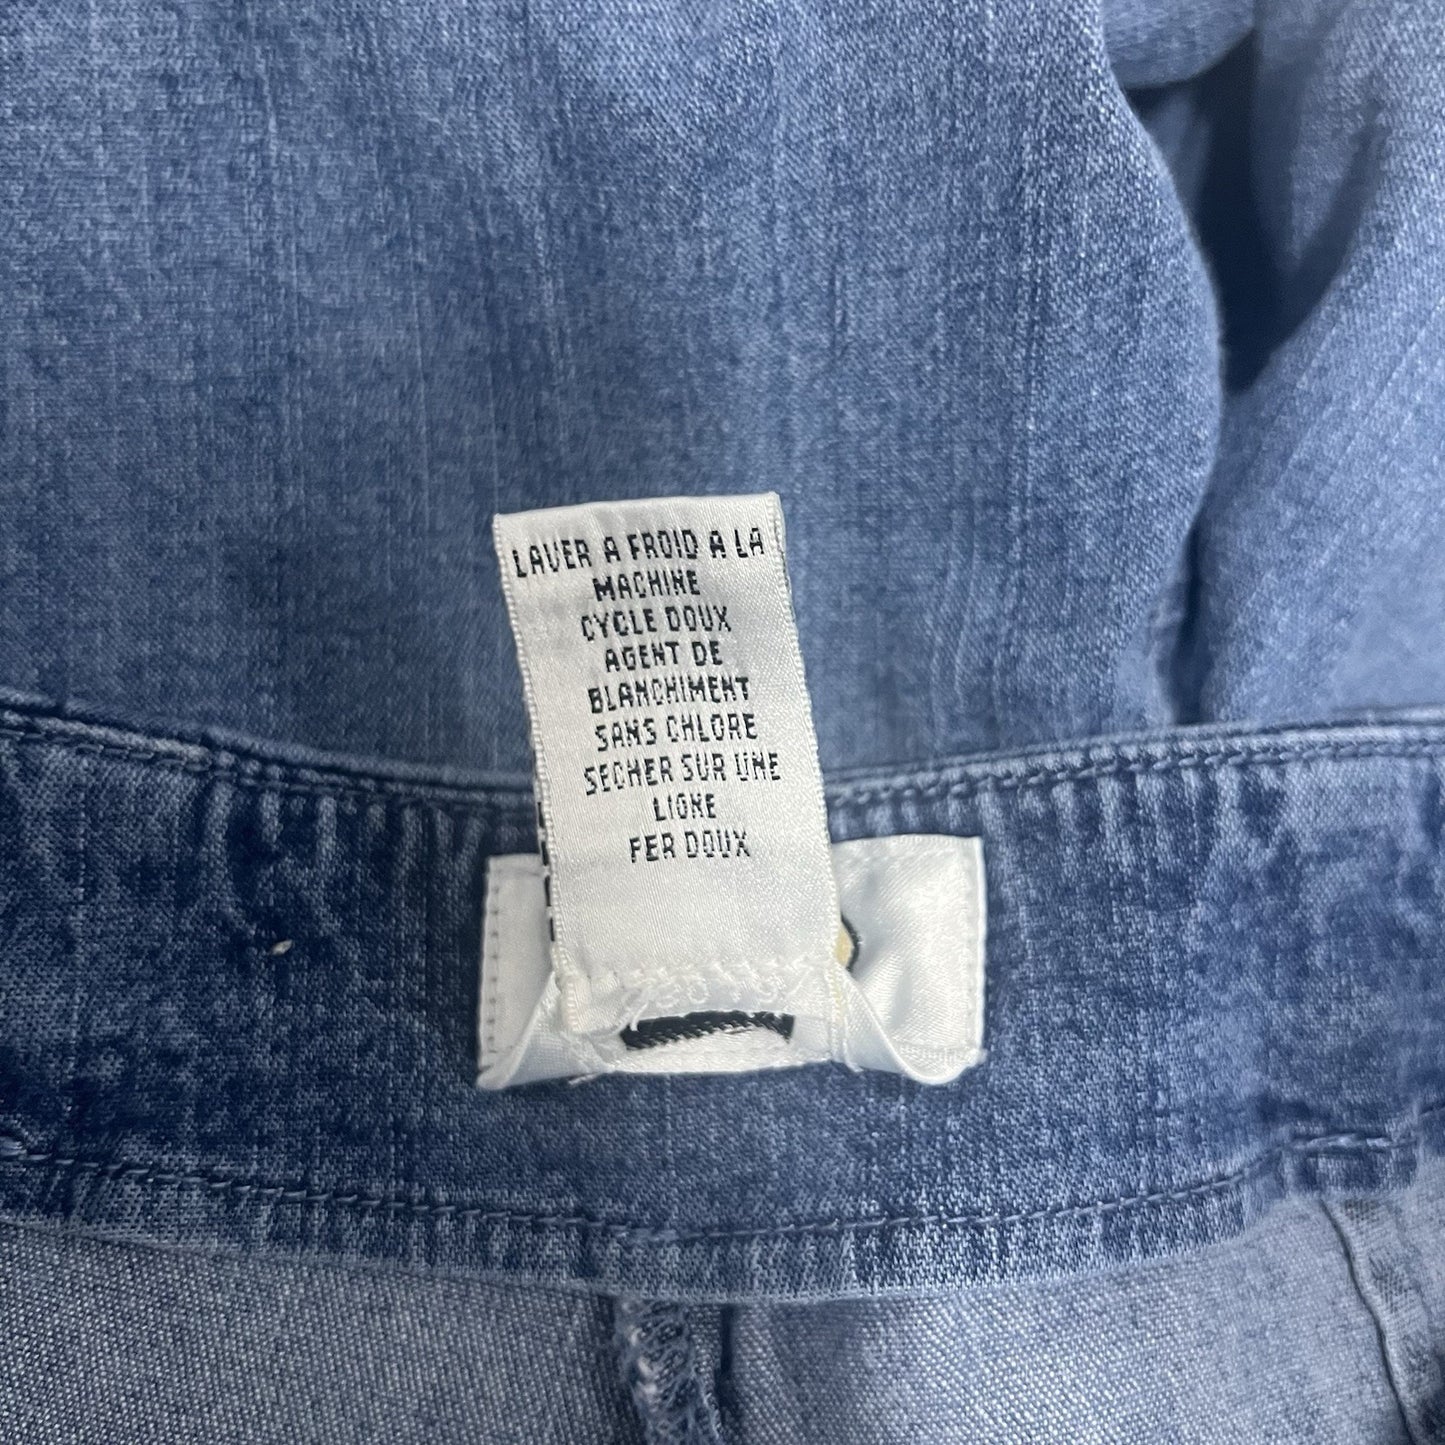 LAVER A FROID A LA
MACHINE
CYCLE DOUX
AGENT DE
BLANCHIMENT
SANS CHLORE
SECHER SUR UNE
LIGNE
FER DOUX